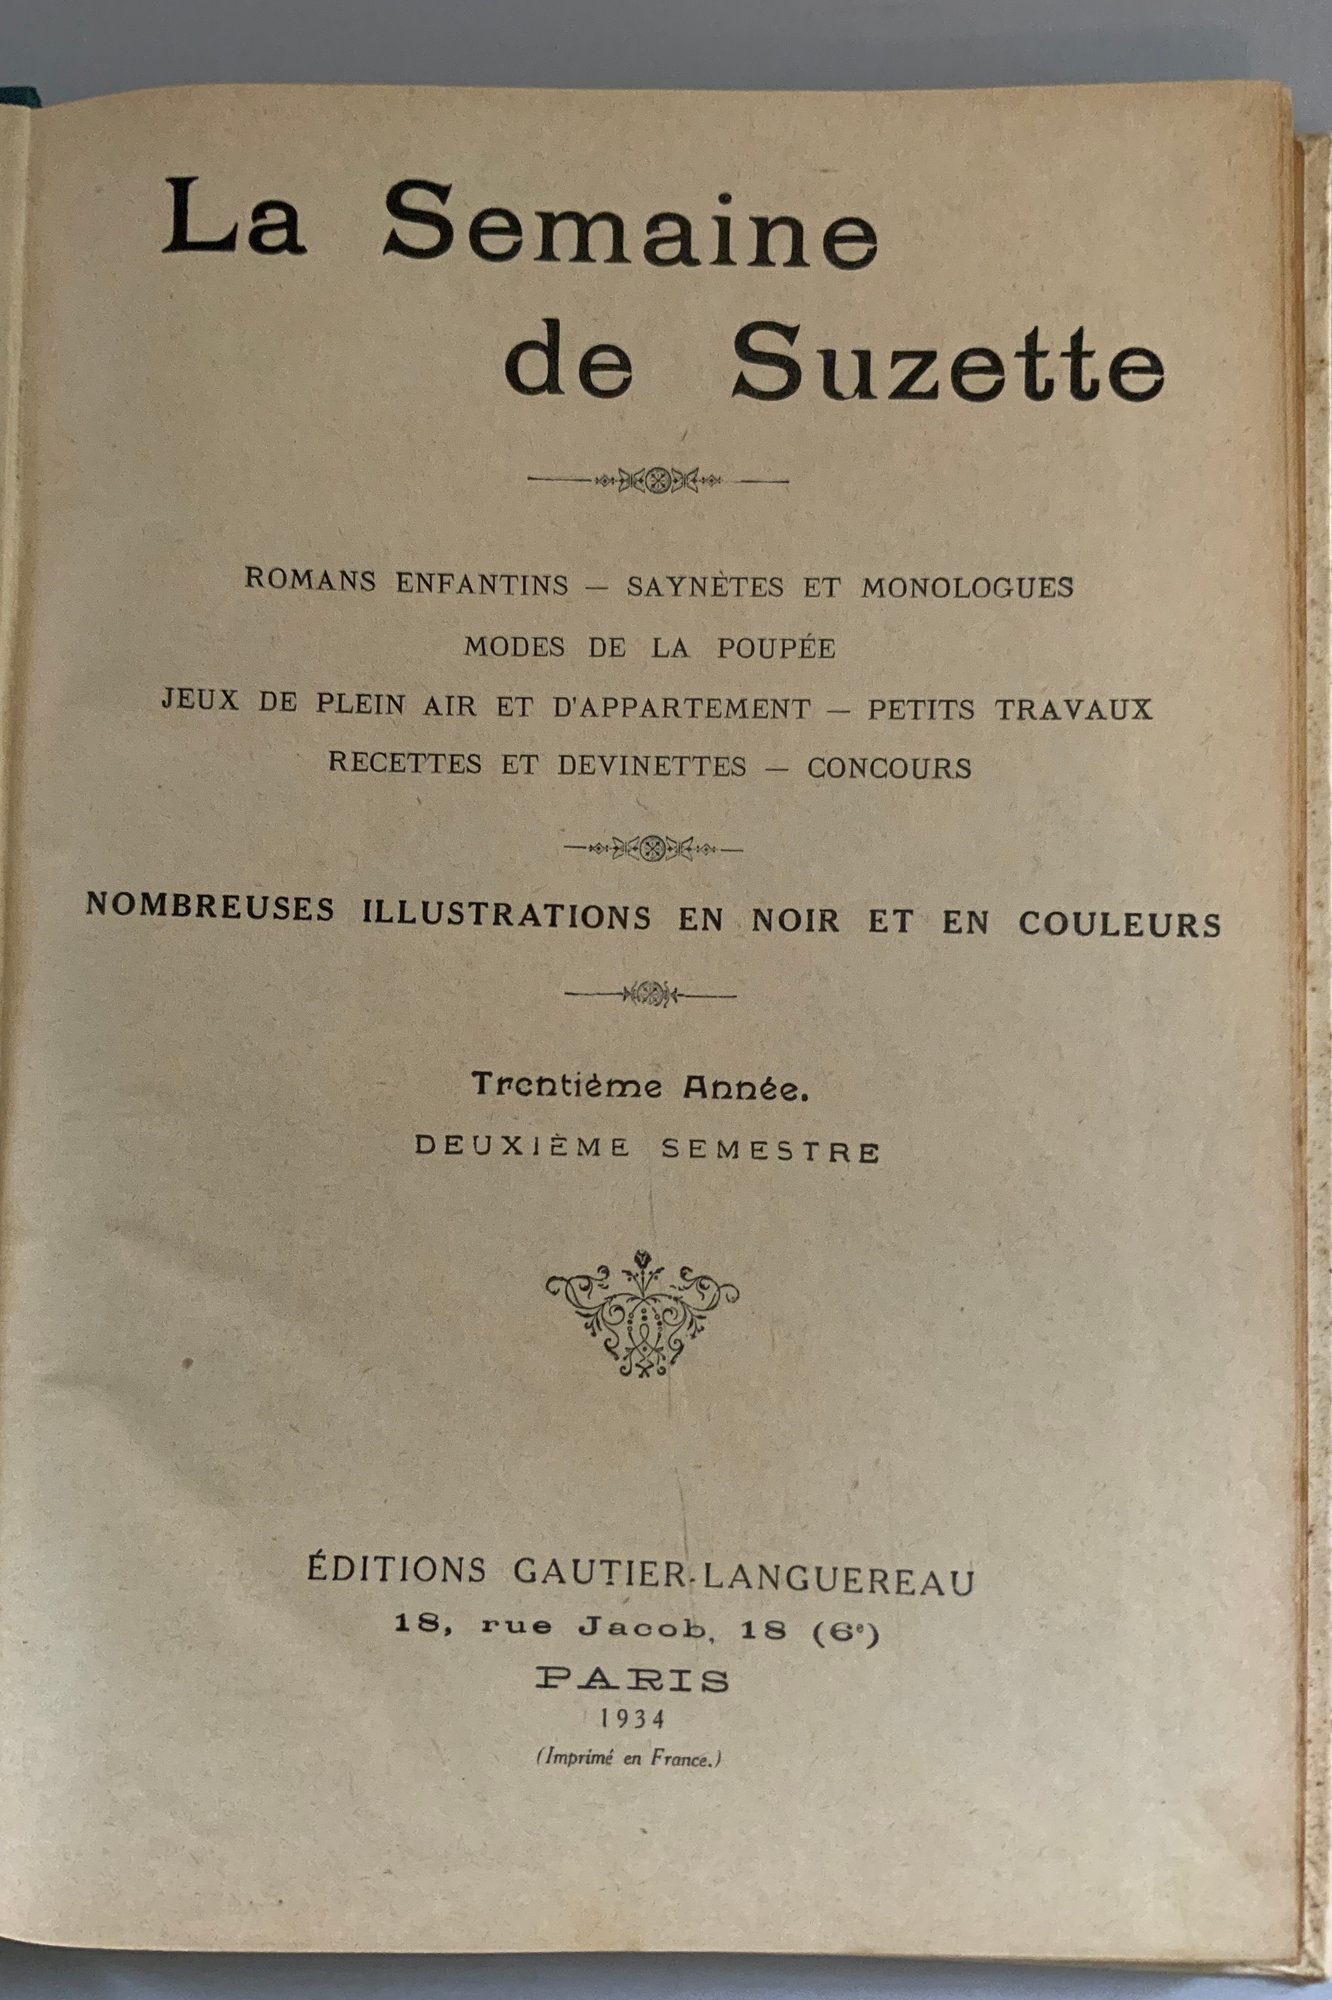 La Semaine
de Suzette
ROMANS ENFANTINS — SAYNÈTES ET MONOLOGUES
MODES DE LA POUPÉE
JEUX DE PLEIN AIR ET D'APPARTEMENT — PETITS TRAVAUX
RECETTES ET DEVINETTES — CONCOURS
NOMBREUSES ILLUSTRATIONS EN NOIR ET EN COULEURS
Trentième Année.
DEUXIÈME SEMESTRE
ÉDITIONS GAUTIER-LANGUEREAU
18, rue Jacob, 18 (6e)
PARIS
1934
(Imprimé en France.)